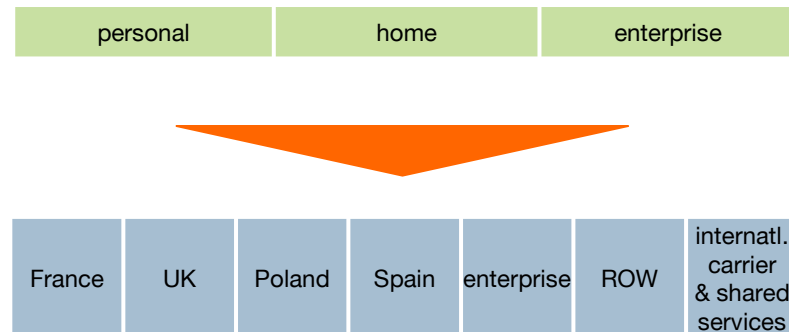 personal
home
enterprise
France
UK
Poland
Spain
enterprise
ROW
internatl.
carrier
& shared
services